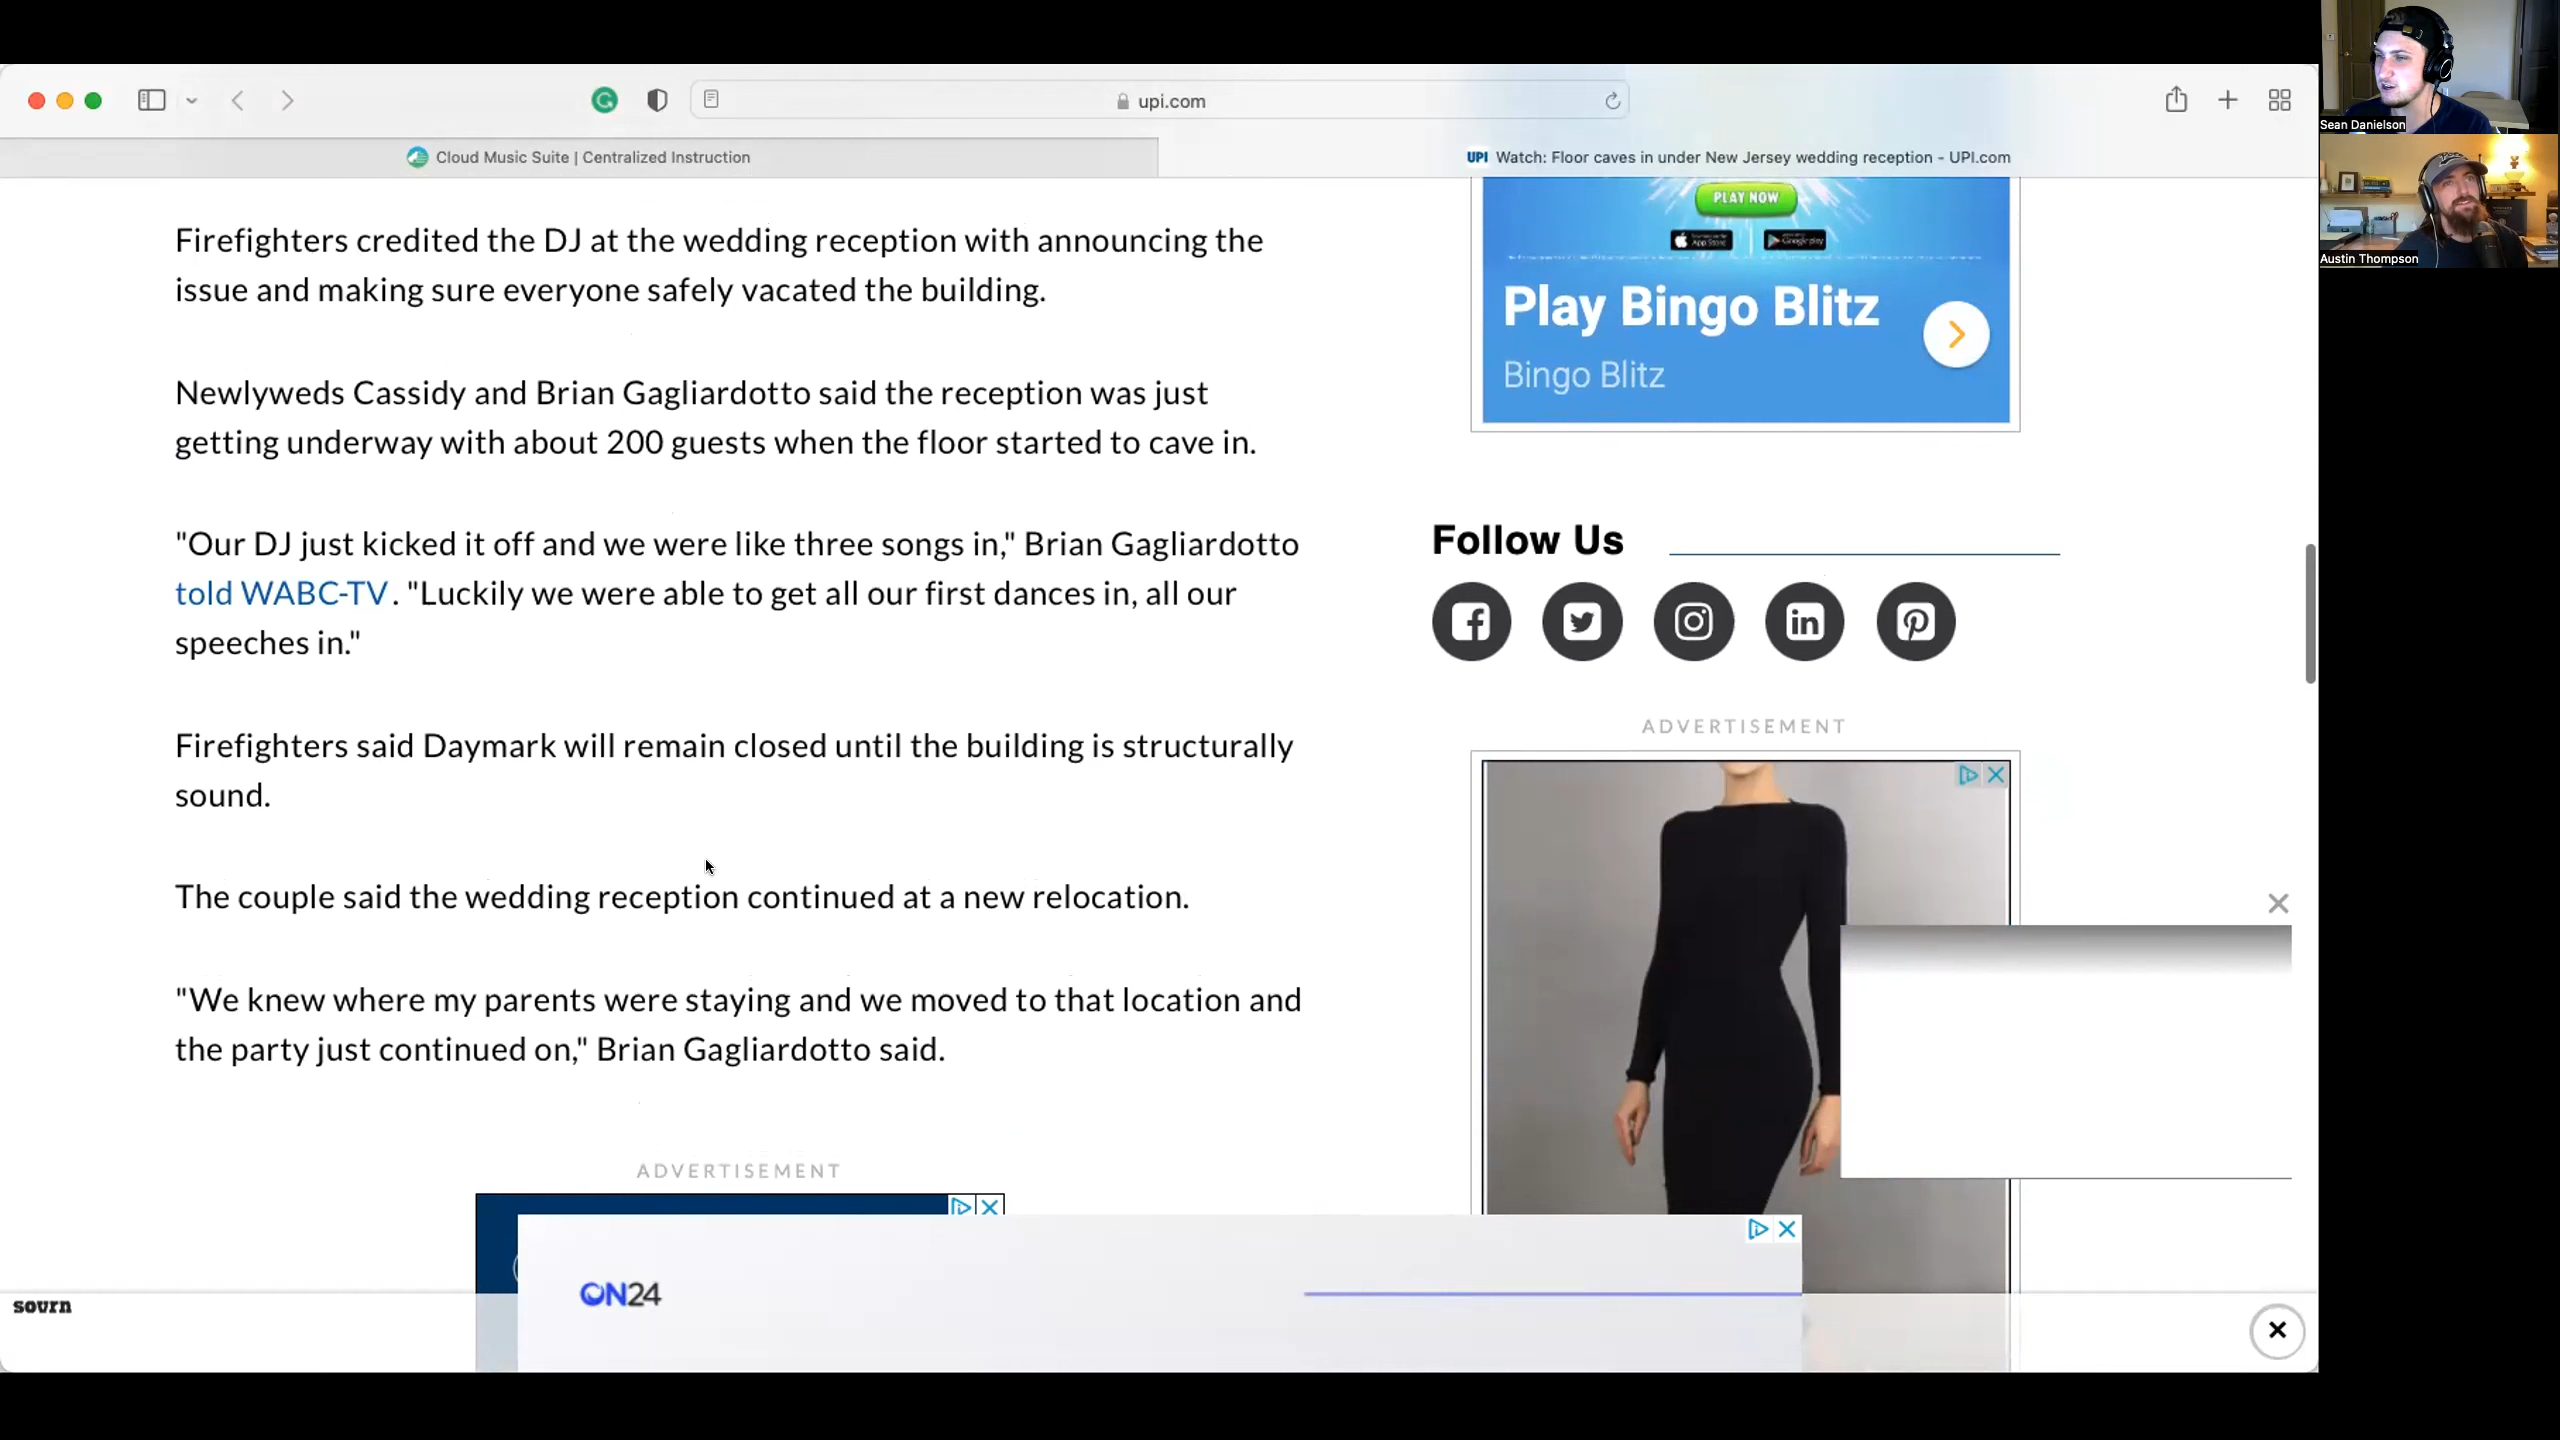 upi.com
Cloud Music Suite | Centralized Instruction
UPI Watch: Floor caves in under New Jersey wedding reception - UPI.com
Sean Danielson
Austin Thompson
Firefighters credited the DJ at the wedding reception with announcing the
issue and making sure everyone safely vacated the building.
Newlyweds Cassidy and Brian Gagliardotto said the reception was just
getting underway with about 200 guests when the floor started to cave in.
"Our DJ just kicked it off and we were like three songs in," Brian Gagliardotto
told WABC-TV. "Luckily we were able to get all our first dances in, all our
speeches in."
Firefighters said Daymark will remain closed until the building is structurally
sound.
The couple said the wedding reception continued at a new relocation.
"We knew where my parents were staying and we moved to that location and
the party just continued on," Brian Gagliardotto said.
ADVERTISEMENT
PLAY NOW
App Store
Google play
Play Bingo Blitz
Bingo Blitz
Follow Us
ADVERTISEMENT
ON24
sovrn